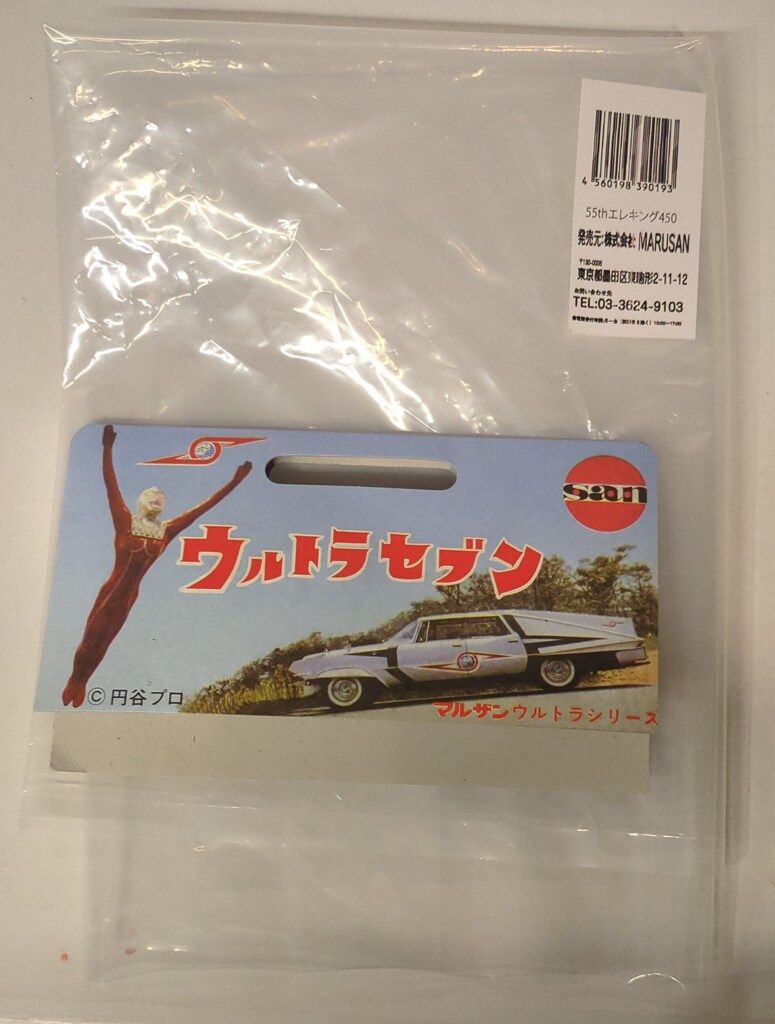 4 560198 390193
55thエレキング450
発売元:株式会社 MARUSAN
〒130-0005
東京都墨田区東駒形2-11-12
お問い合わせ先
TEL:03-3624-9103
san
ウルトラセブン
©円谷プロ
マルザンウルトラシリーズ